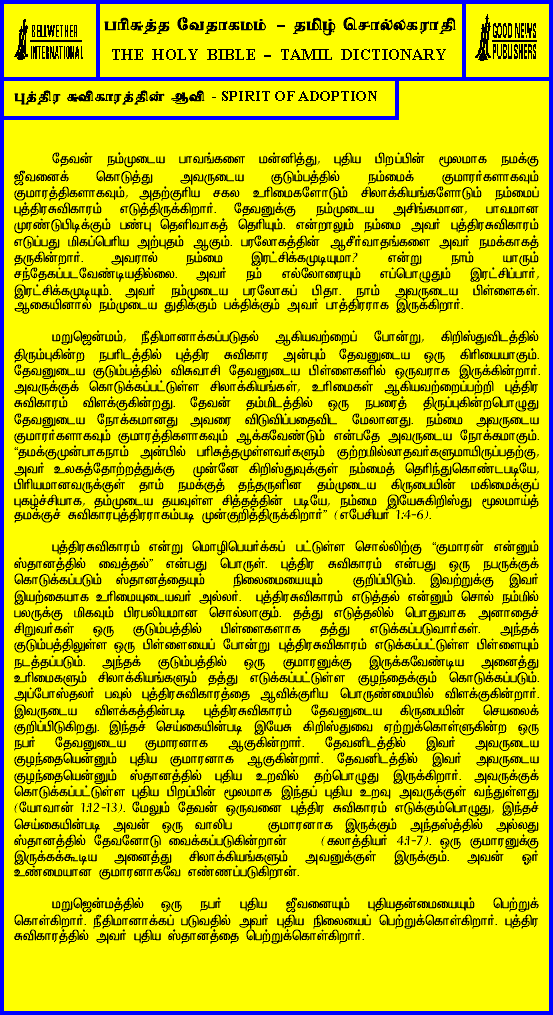 BELLWETHER
INTERNATIONAL
பரிசுத்த வேதாகமம் – தமிழ் சொல்லகராதி
THE HOLY BIBLE – TAMIL DICTIONARY
GOOD NEWS
PUBLISHERS
புத்திர சுவிகாரத்தின் ஆவி - SPIRIT OF ADOPTION
தேவன் நம்முடைய பாவங்களை மன்னித்து, புதிய பிறப்பின் மூலமாக நமக்கு
ஜீவனைக் கொடுத்து அவருடைய குடும்பத்தில் நம்மைக் குமாரர்களாகவும்
குமாரத்திகளாகவும், அதற்குரிய சகல உரிமைகளோடும் சிலாக்கியங்களோடும் நம்மைப்
புத்திரசுவிகாரம் எடுத்திருக்கிறார். தேவனுக்கு நம்முடைய அசிங்கமான, பாவமான
முரண்டுபிடிக்கும் பண்பு தெளிவாகத் தெரியும். என்றாலும் நம்மை அவர் புத்திரசுவிகாரம்
எடுப்பது மிகப்பெரிய அற்புதம் ஆகும். பரலோகத்தின் ஆசீர்வாதங்களை அவர் நமக்காகத்
தருகின்றார். அவரால் நம்மை இரட்சிக்கமுடியுமா? என்று நாம் யாரும்
சந்தேகப்படவேண்டியதில்லை. அவர் நம் எல்லோரையும் எப்பொழுதும் இரட்சிப்பார்,
இரட்சிக்கமுடியும். அவர் நம்முடைய பரலோகப் பிதா. நாம் அவருடைய பிள்ளைகள்.
ஆகையினால் நம்முடைய துதிக்கும் பக்திக்கும் அவர் பாத்திரராக இருக்கிறார்.
மறுஜென்மம், நீதிமானாக்கப்படுதல் ஆகியவற்றைப் போன்று, கிறிஸ்துவிடத்தில்
திரும்புகின்ற நபரிடத்தில் புத்திர சுவிகார அன்பும் தேவனுடைய ஒரு கிரியையாகும்.
தேவனுடைய குடும்பத்தில் விசுவாசி தேவனுடைய பிள்ளைகளில் ஒருவராக இருக்கின்றார்.
அவருக்குக் கொடுக்கப்பட்டுள்ள சிலாக்கியங்கள், உரிமைகள் ஆகியவற்றைப்பற்றி புத்திர
சுவிகாரம் விளக்குகின்றது. தேவன் தம்மிடத்தில் ஒரு நபரைத் திருப்புகின்றபொழுது
தேவனுடைய நோக்கமானது அவரை விடுவிப்பதைவிட மேலானது. நம்மை அவருடைய
குமாரர்களாகவும் குமாரத்திகளாகவும் ஆக்கவேண்டும் என்பதே அவருடைய நோக்கமாகும்.
“தமக்குமுன்பாகநாம் அன்பில் பரிசுத்தமுள்ளவர்களும் குற்றமில்லாதவர்களுமாயிருப்பதற்கு,
அவர் உலகத்தோற்றத்துக்கு முன்னே கிறிஸ்துவுக்குள் நம்மைத் தெரிந்துகொண்டபடியே,
பிரியமானவருக்குள் தாம் நமக்குத் தந்தருளின தம்முடைய கிருபையின் மகிமைக்குப்
புகழ்ச்சியாக, தம்முடைய தயவுள்ள சித்தத்தின் படியே, நம்மை இயேசுகிறிஸ்து மூலமாய்த்
தமக்குச் சுவிகாரபுத்திரராகும்படி முன்குறித்திருக்கிறார்” (எபேசியர் 1:4-6).
புத்திரசுவிகாரம் என்று மொழிபெயர்க்கப் பட்டுள்ள சொல்லிற்கு “குமாரன் என்னும்
ஸ்தானத்தில் வைத்தல்” என்பது பொருள். புத்திர சுவிகாரம் என்பது ஒரு நபருக்குக்
கொடுக்கப்படும் ஸ்தானத்தையும் நிலைமையையும் குறிப்பிடும். இவற்றுக்கு இவர்
இயற்கையாக உரிமையுடையவர் அல்லர். புத்திரசுவிகாரம் எடுத்தல் என்னும் சொல் நம்மில்
பலருக்கு மிகவும் பிரபலியமான சொல்லாகும். தத்து எடுத்தலில் பொதுவாக அனாதைச்
சிறுவர்கள் ஒரு குடும்பத்தில் பிள்ளைகளாக தத்து எடுக்கப்படுவார்கள். அந்தக்
குடும்பத்திலுள்ள ஒரு பிள்ளையைப் போன்று புத்திரசுவிகாரம் எடுக்கப்பட்டுள்ள பிள்ளையும்
நடத்தப்படும். அந்தக் குடும்பத்தில் ஒரு குமாரனுக்கு இருக்கவேண்டிய அனைத்து
உரிமைகளும் சிலாக்கியங்களும் தத்து எடுக்கப்பட்டுள்ள குழந்தைக்கும் கொடுக்கப்படும்.
அப்போஸ்தலர் பவுல் புத்திரசுவிகாரத்தை ஆவிக்குரிய பொருண்மையில் விளக்குகின்றார்.
இவருடைய விளக்கத்தின்படி புத்திரசுவிகாரம் தேவனுடைய கிருபையின் செயலைக்
குறிப்பிடுகிறது. இந்தச் செய்கையின்படி இயேசு கிறிஸ்துவை ஏற்றுக்கொள்ளுகின்ற ஒரு
நபர் தேவனுடைய குமாரனாக ஆகுகின்றார். தேவனிடத்தில் இவர் அவருடைய
குழந்தையென்னும் புதிய குமாரனாக ஆகுகின்றார். தேவனிடத்தில் இவர் அவருடைய
குழந்தையென்னும் ஸ்தானத்தில் புதிய உறவில் தற்பொழுது இருக்கிறார். அவருக்குக்
கொடுக்கப்பட்டுள்ள புதிய பிறப்பின் மூலமாக இந்தப் புதிய உறவு அவருக்குள் வந்துள்ளது
(யோவான் 1:12-13). மேலும் தேவன் ஒருவனை புத்திர சுவிகாரம் எடுக்கும்பொழுது, இந்தச்
செய்கையின்படி அவன் ஒரு வாலிப குமாரனாக இருக்கும் அந்தஸ்த்தில் அல்லது
ஸ்தானத்தில் தேவனோடு வைக்கப்படுகின்றான் (கலாத்தியர் 4:1-7). ஒரு குமாரனுக்கு
இருக்கக்கூடிய அனைத்து சிலாக்கியங்களும் அவனுக்குள் இருக்கும். அவன் ஓர்
உண்மையான குமாரனாகவே எண்ணப்படுகிறான்.
மறுஜென்மத்தில் ஒரு நபர் புதிய ஜீவனையும் புதியதன்மையையும் பெற்றுக்
கொள்கிறார். நீதிமானாக்கப் படுவதில் அவர் புதிய நிலையைப் பெற்றுக்கொள்கிறார். புத்திர
சுவிகாரத்தில் அவர் புதிய ஸ்தானத்தை பெற்றுக்கொள்கிறார்.